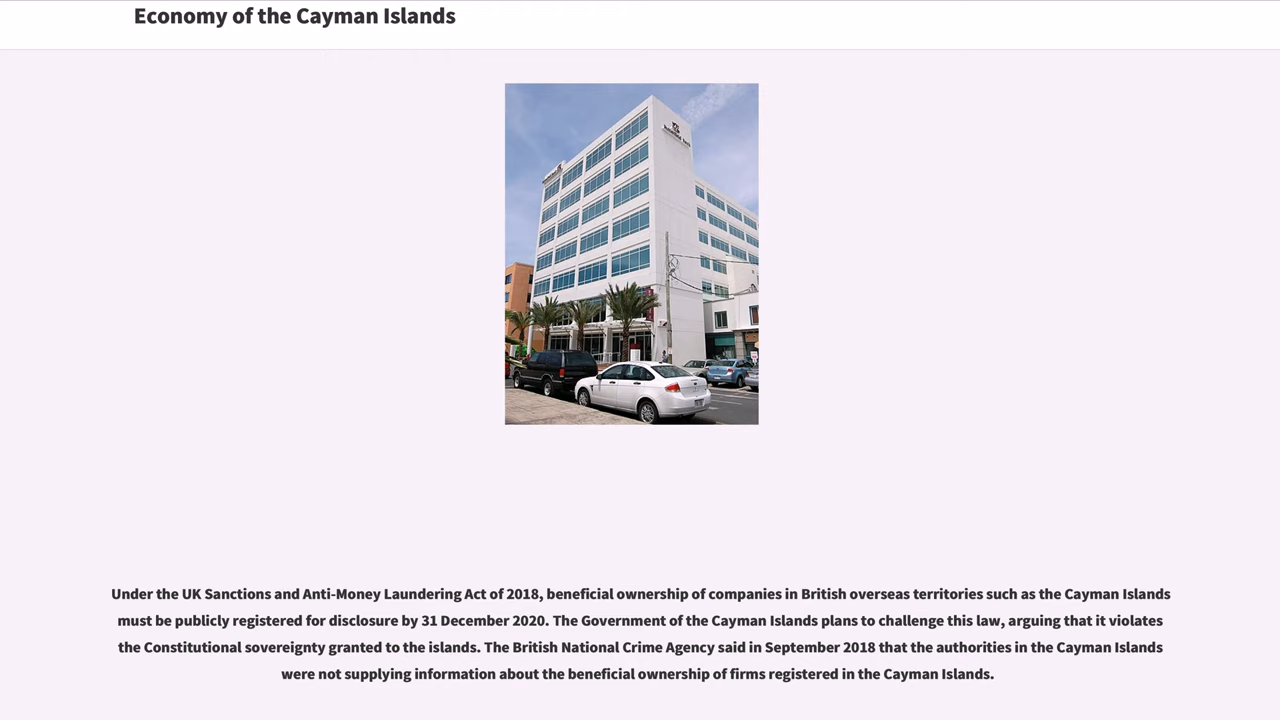 Economy of the Cayman Islands
Under the UK Sanctions and Anti-Money Laundering Act of 2018, beneficial ownership of companies in British overseas territories such as the Cayman Islands
must be publicly registered for disclosure by 31 December 2020. The Government of the Cayman Islands plans to challenge this law, arguing that it violates
the Constitutional sovereignty granted to the islands. The British National Crime Agency said in September 2018 that the authorities in the Cayman Islands
were not supplying information about the beneficial ownership of firms registered in the Cayman Islands.